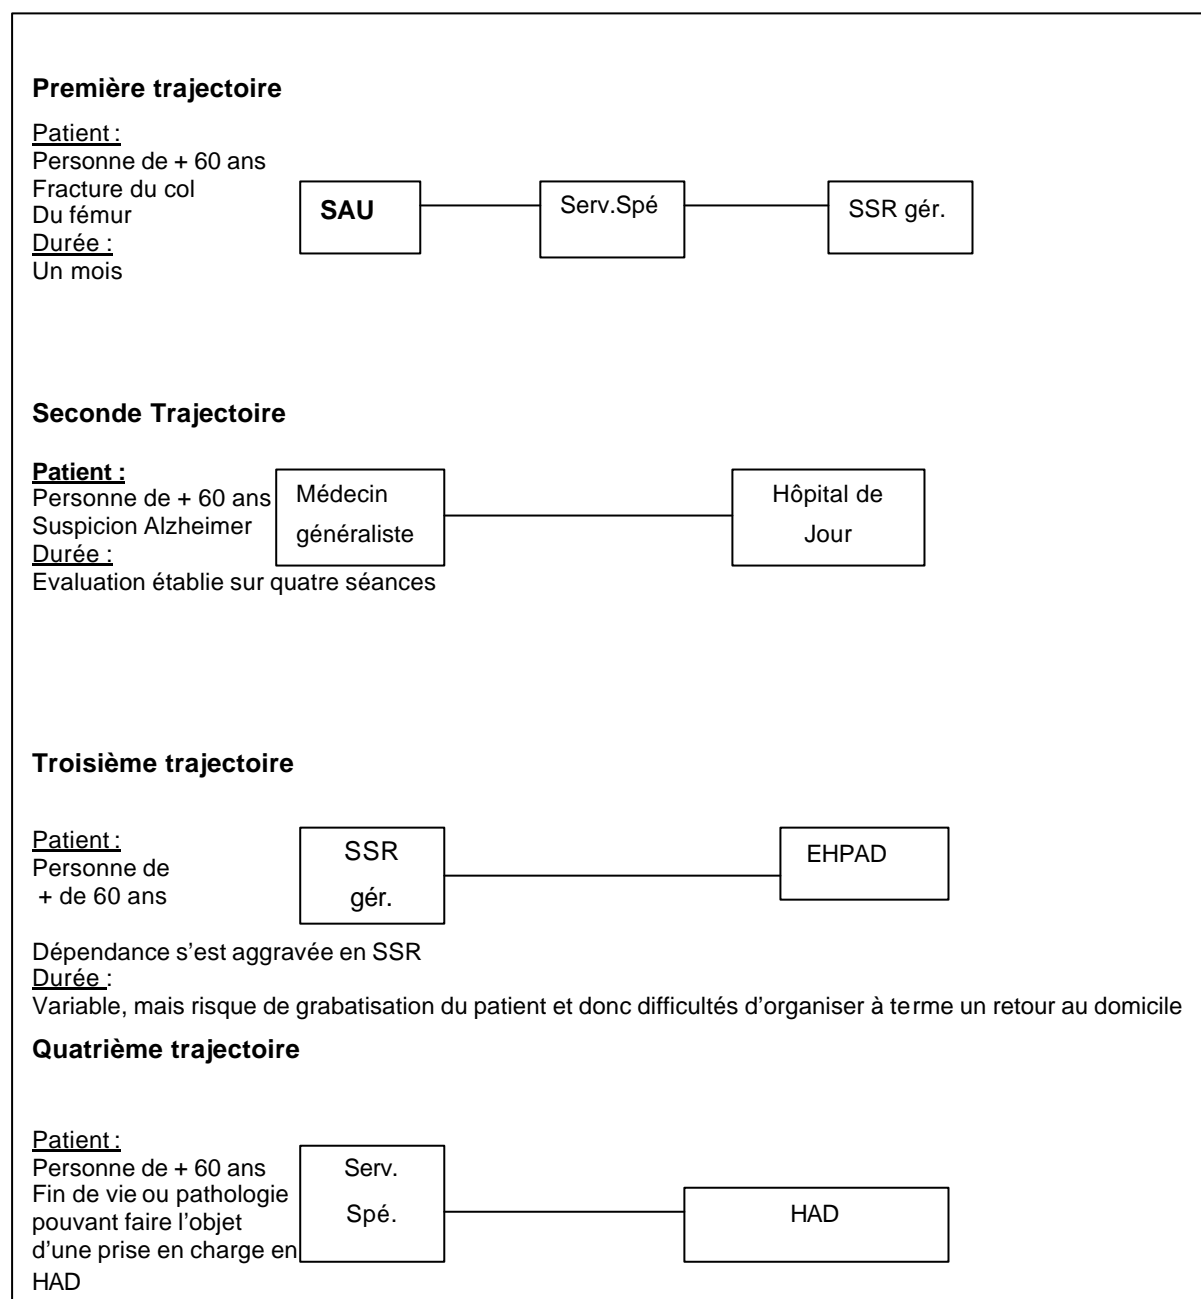 Première trajectoire
Patient :
Personne de + 60 ans
Fracture du col
Du fémur
Durée :
Un mois
SAU
Serv.Spé
SSR gér.
Seconde Trajectoire
Patient :
Personne de + 60 ans
Suspicion Alzheimer
Durée :
Evaluation établie sur quatre séances
Médecin
généraliste
Hôpital de
Jour
Troisième trajectoire
Patient :
Personne de
+ de 60 ans
SSR
gér.
EHPAD
Dépendance s’est aggravée en SSR
Durée :
Variable, mais risque de grabatisation du patient et donc difficultés d’organiser à terme un retour au domicile
Quatrième trajectoire
Patient :
Personne de + 60 ans
Fin de vie ou pathologie
pouvant faire l’objet
d’une prise en charge en
HAD
Serv.
Spé.
HAD